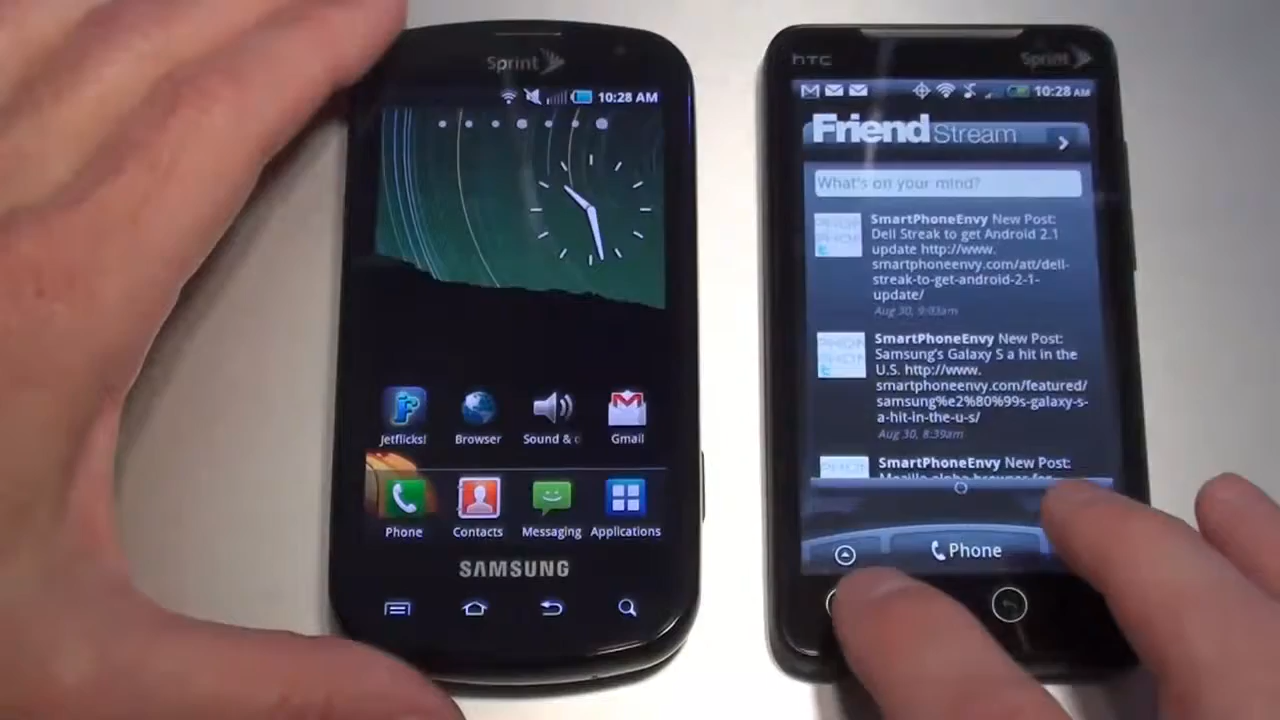 Sprint
10:28 AM
Jetflicks!
Browser
Sound &
Gmail
Phone
Contacts
Messaging
Applications
SAMSUNG
hTC
Sprint
10:28 AM
Friend Stream
What's on your mind?
SmartPhoneEnvy New Post:
Dell Streak to get Android 2.1
update http://www.
smartphoneenvy.com/att/dell-
streak-to-get-android-2-1-
update/
Aug 30, 9:03am
SmartPhoneEnvy New Post:
Samsung's Galaxy S a hit in the
U.S. http://www.
smartphoneenvy.com/featured/
samsung%e2%80%99s-galaxy-s-
a-hit-in-the-u-s/
Aug 30, 8:39am
SmartPhoneEnvy New Post:
Mozilla alpha browser for
Phone